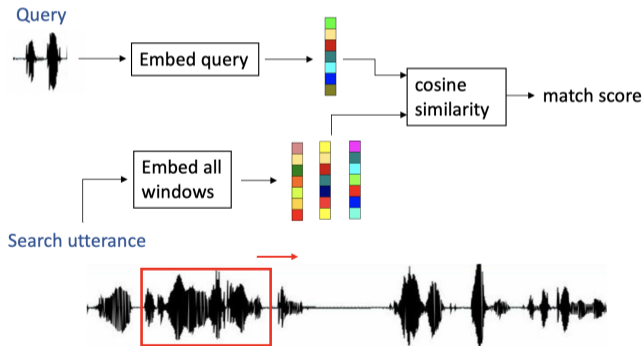 Query
Embed query
cosine
similarity
match score
Embed all
windows
Search utterance